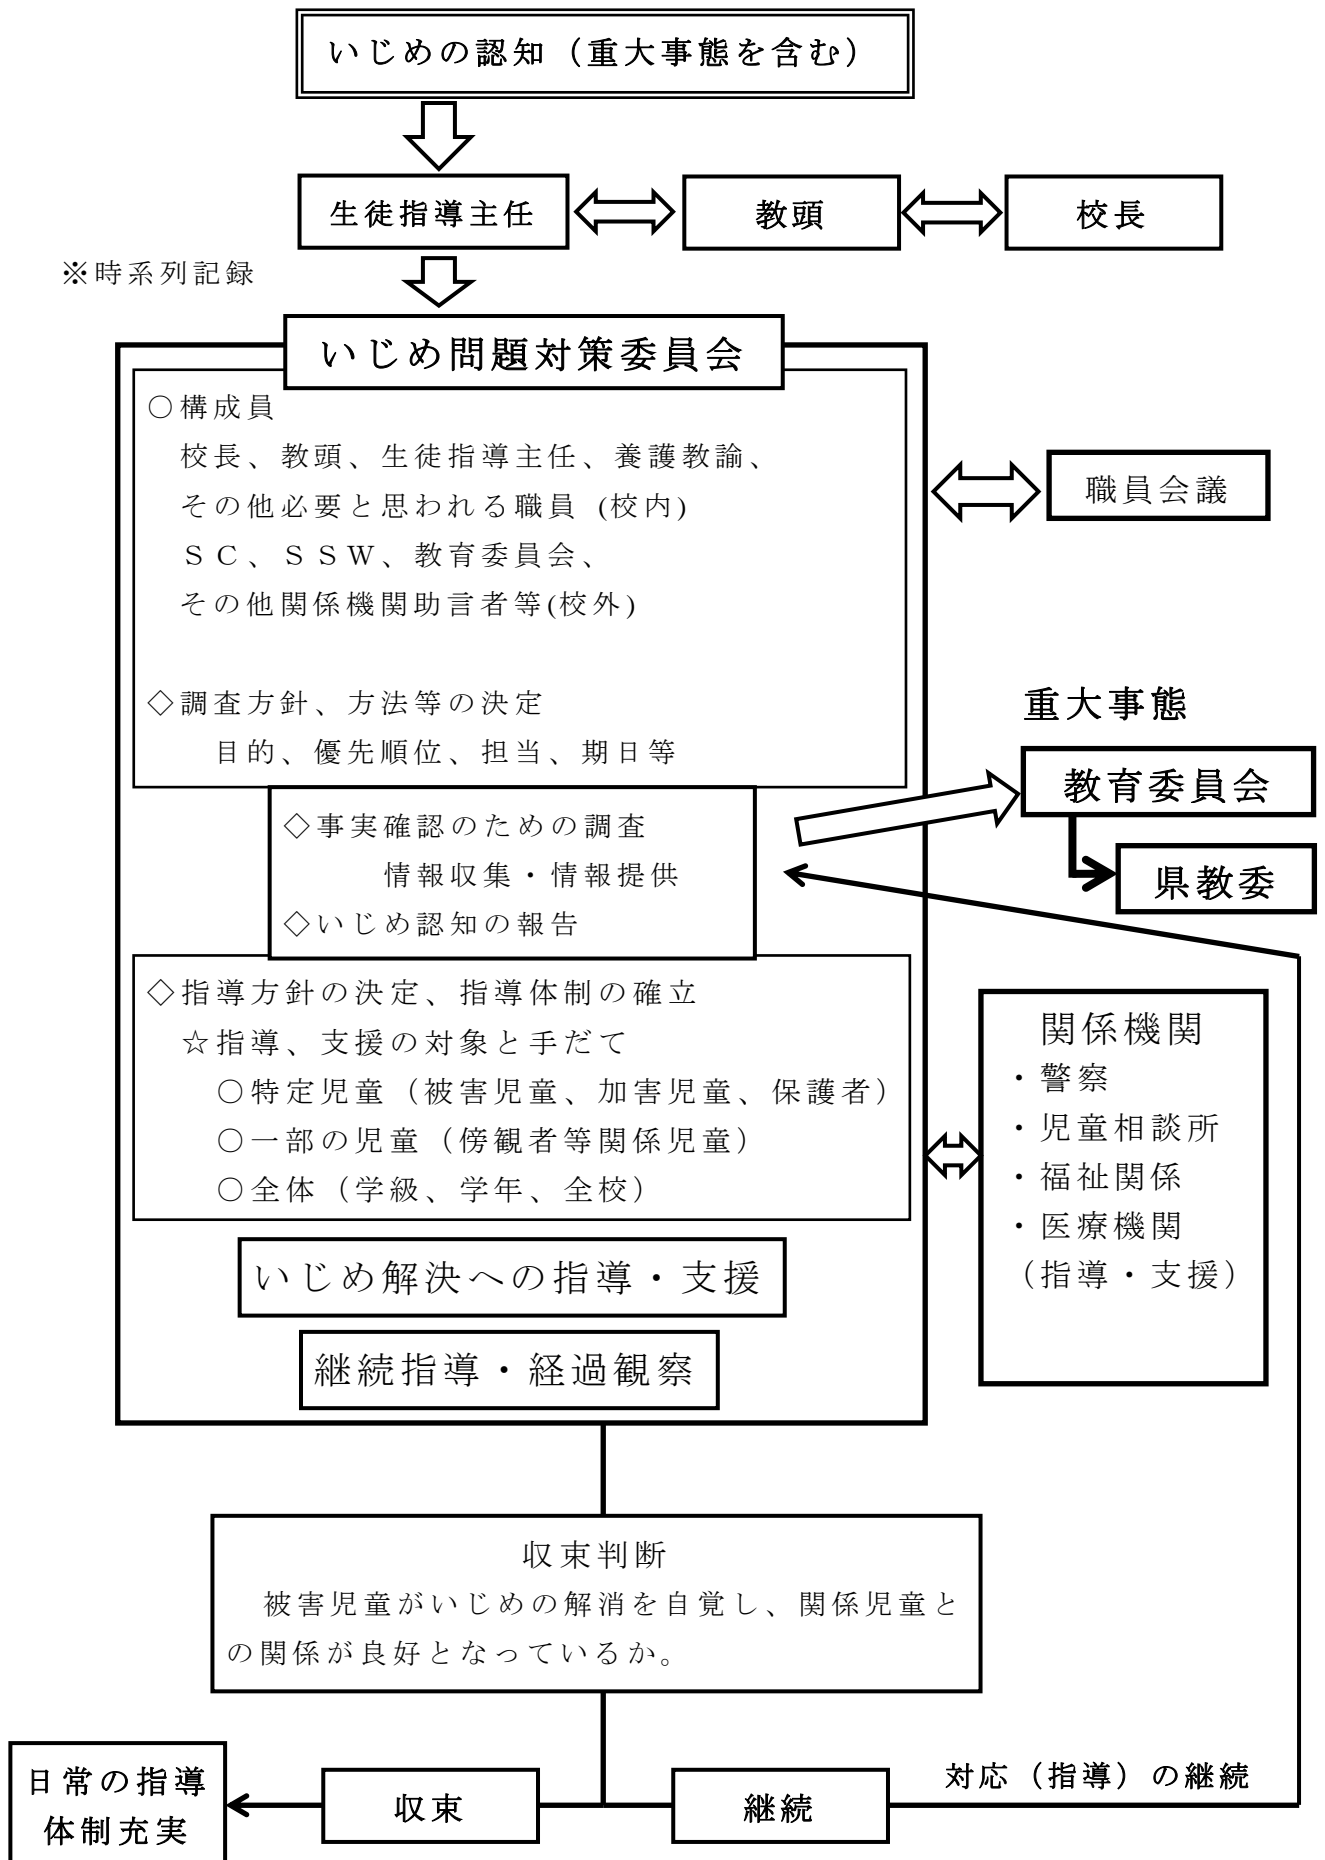 いじめの認知（重大事態を含む）
生徒指導主任
教頭
校長
※時系列記録
いじめ問題対策委員会
○構成員
校長、教頭、生徒指導主任、養護教諭、
その他必要と思われる職員 (校内)
ＳＣ、ＳＳＷ、教育委員会、
その他関係機関助言者等(校外)
職員会議
◇調査方針、方法等の決定
目的、優先順位、担当、期日等
重大事態
教育委員会
県教委
◇事実確認のための調査
情報収集・情報提供
◇いじめ認知の報告
◇指導方針の決定、指導体制の確立
☆指導、支援の対象と手だて
○特定児童（被害児童、加害児童、保護者）
○一部の児童（傍観者等関係児童）
○全体（学級、学年、全校）
関係機関
・警察
・児童相談所
・福祉関係
・医療機関
（指導・支援）
いじめ解決への指導・支援
継続指導・経過観察
収束判断
被害児童がいじめの解消を自覚し、関係児童と
の関係が良好となっているか。
日常の指導
体制充実
収束
継続
対応（指導）の継続